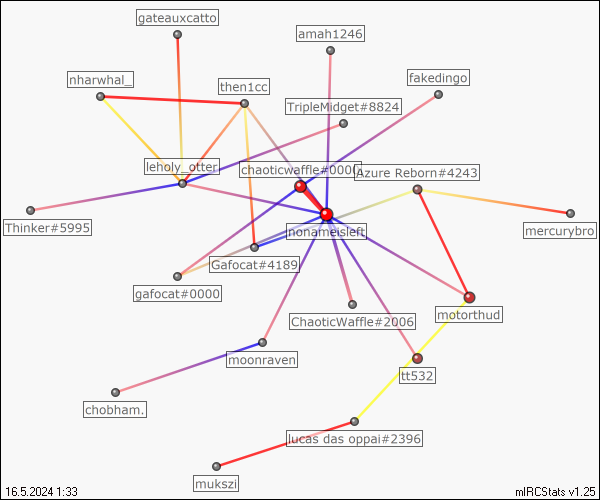 gateauxcatto
amah1246
nharwhal_
then1cc
fakedingo
TripleMidget#8824
leholy_otter
chaoticwaffle#0000
Azure Reborn#4243
Thinker#5995
nonameisleft
mercurybro
Gafocat#4189
gafocat#0000
ChaoticWaffle#2006
motorthud
moonraven
tt532
chobham.
lucas das oppai#2396
mukszi
16.5.2024 1:33
mIRCStats v1.25